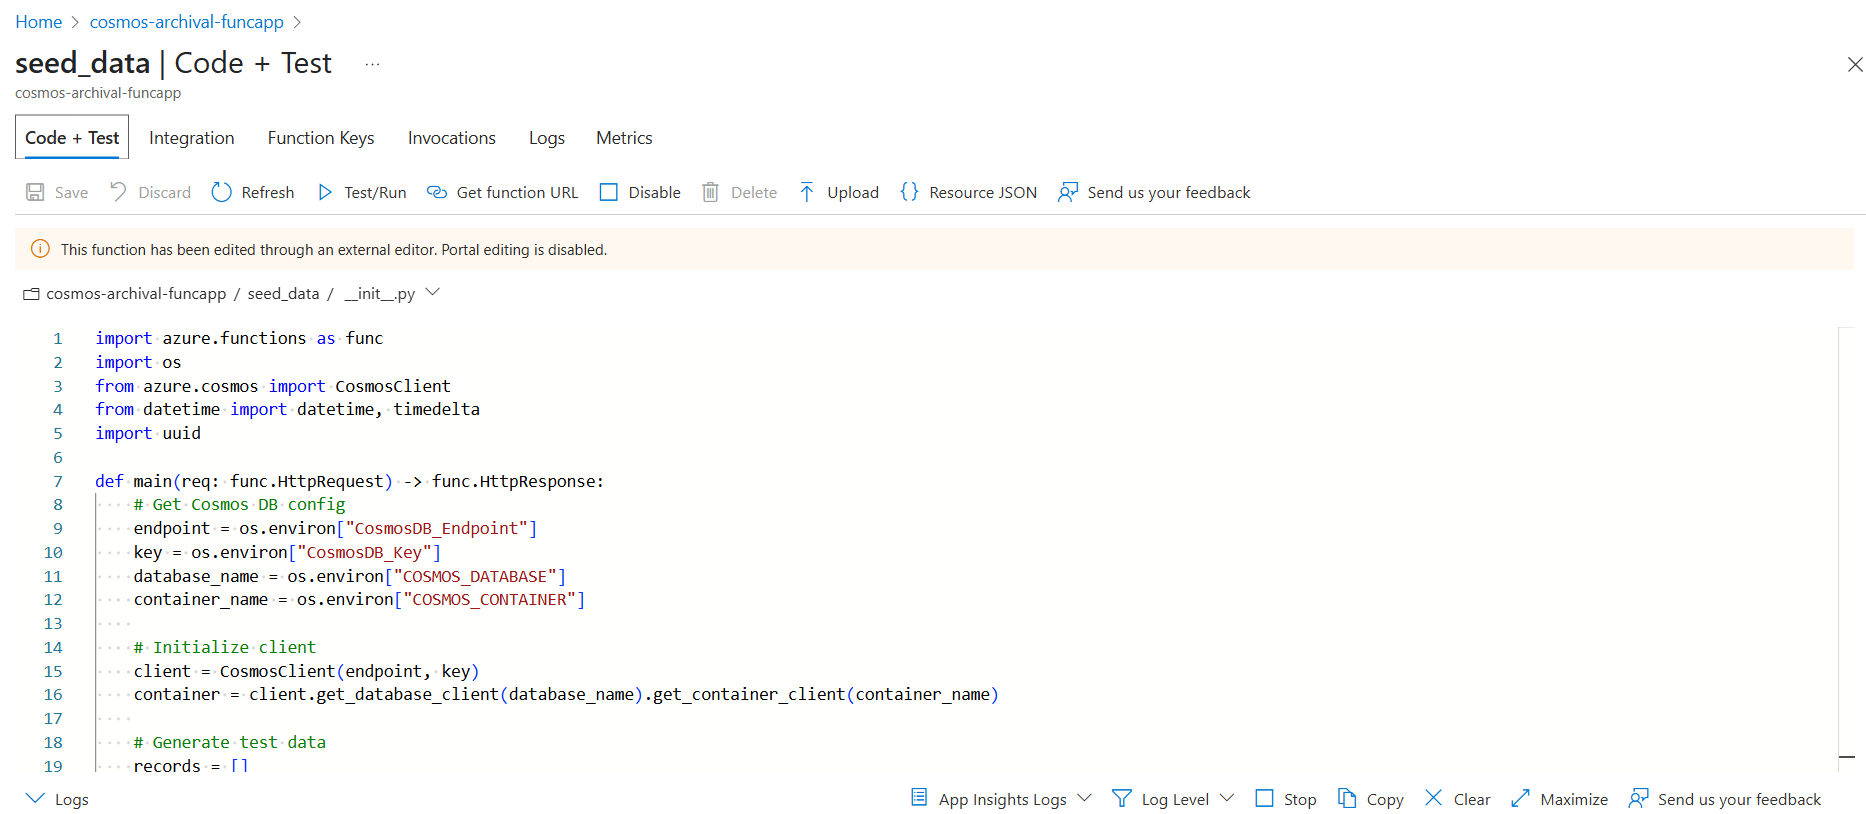 Home > cosmos-archival-funcapp >
seed_data | Code + Test ...
cosmos-archival-funcapp
Code + Test Integration Function Keys Invocations Logs Metrics
Save Discard Refresh Test/Run Get function URL Disable Delete Upload {} Resource JSON Send us your feedback
This function has been edited through an external editor. Portal editing is disabled.
cosmos-archival-funcapp / seed_data / __init__.py
1 import azure.functions as func
2 import os
3 from azure.cosmos import CosmosClient
4 from datetime import datetime, timedelta
5 import uuid
6
7 def main(req: func.HttpRequest) -> func.HttpResponse:
8     # Get Cosmos DB config
9     endpoint = os.environ["CosmosDB_Endpoint"]
10     key = os.environ["CosmosDB_Key"]
11     database_name = os.environ["COSMOS_DATABASE"]
12     container_name = os.environ["COSMOS_CONTAINER"]
13
14     # Initialize client
15     client = CosmosClient(endpoint, key)
16     container = client.get_database_client(database_name).get_container_client(container_name)
17
18     # Generate test data
19     records = []
Logs App Insights Logs Log Level Stop Copy Clear Maximize Send us your feedback